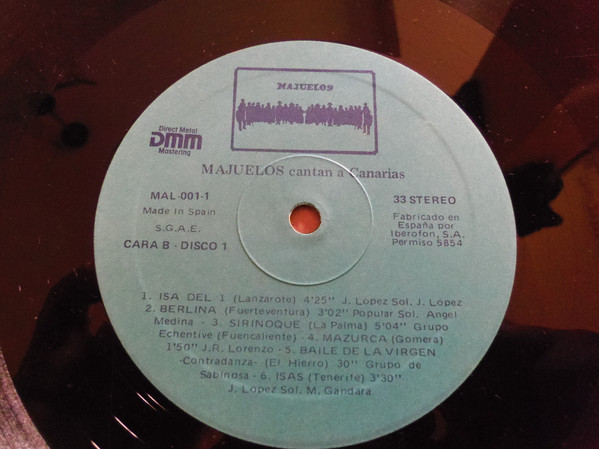 MAJUELOS
Direct Metal
DMM
Mastering
MAJUELOS cantan a Canarias
MAL-001-1
Made In Spain
S.G.A.E.
CARA B - DISCO 1
33 STEREO
Fabricado en
España por
Iberofon, S.A.
Permiso 5854
1. ISA DEL 1 (Lanzarote) 4'25" J. López Sol. J. López
2. BERLINA (Fuerteventura) 3'02" Popular Sol. Angel
Medina - 3. SIRINOQUE (La Palma) 5'04" Grupo
Echentive (Fuencaliente) - 4. MAZURCA (Gomera)
1'50" J.R. Lorenzo - 5. BAILE DE LA VIRGEN
-Contradanza- (El Hierro) 30" Grupo de
Sabinosa - 6. ISAS (Tenerife) 3'30"
J. López Sol. M. Gandara